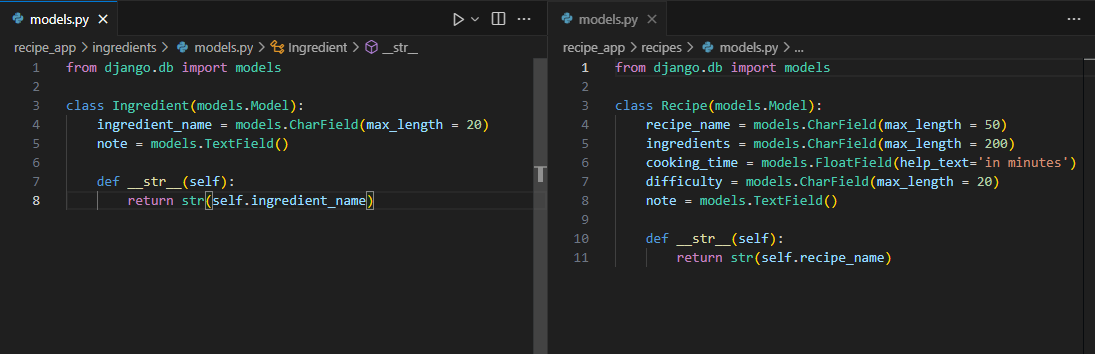 models.py
recipe_app > ingredients > models.py > Ingredient > __str__
1 from django.db import models
2
3 class Ingredient(models.Model):
4 ingredient_name = models.CharField(max_length = 20)
5 note = models.TextField()
6
7 def __str__(self):
8 return str(self.ingredient_name)
models.py
recipe_app > recipes > models.py > ...
1 from django.db import models
2
3 class Recipe(models.Model):
4 recipe_name = models.CharField(max_length = 50)
5 ingredients = models.CharField(max_length = 200)
6 cooking_time = models.FloatField(help_text='in minutes')
7 difficulty = models.CharField(max_length = 20)
8 note = models.TextField()
9
10 def __str__(self):
11 return str(self.recipe_name)